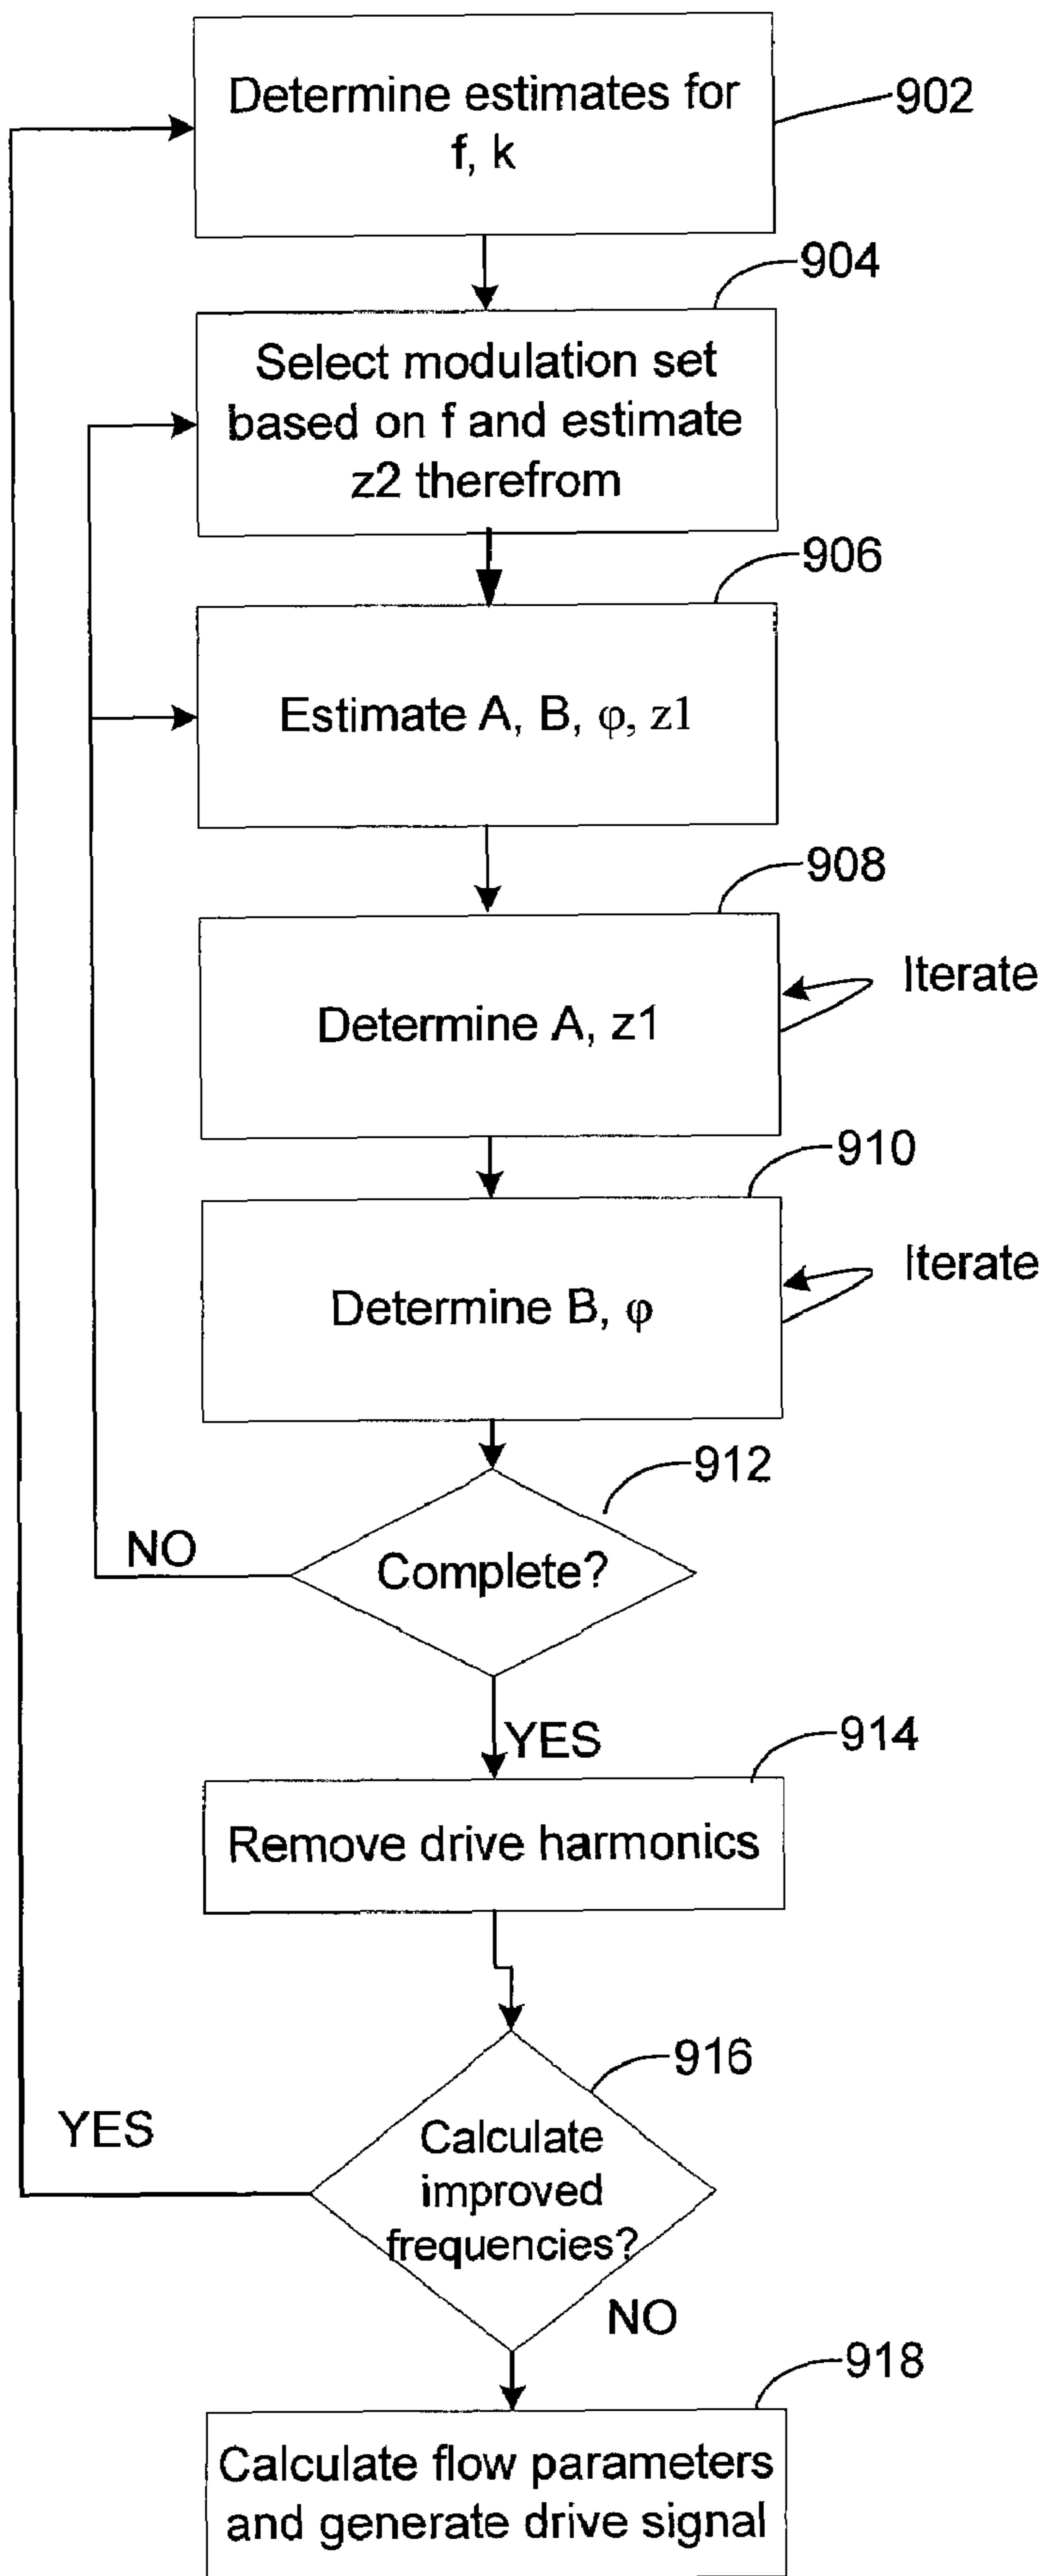 Determine estimates for
f, k
902
904
Select modulation set
based on f and estimate
z2 therefrom
906
Estimate A, B, φ, z1
908
Iterate
Determine A, z1
910
Iterate
Determine B, φ
912
NO
Complete?
YES
914
Remove drive harmonics
916
YES
Calculate
improved
frequencies?
NO
918
Calculate flow parameters
and generate drive signal